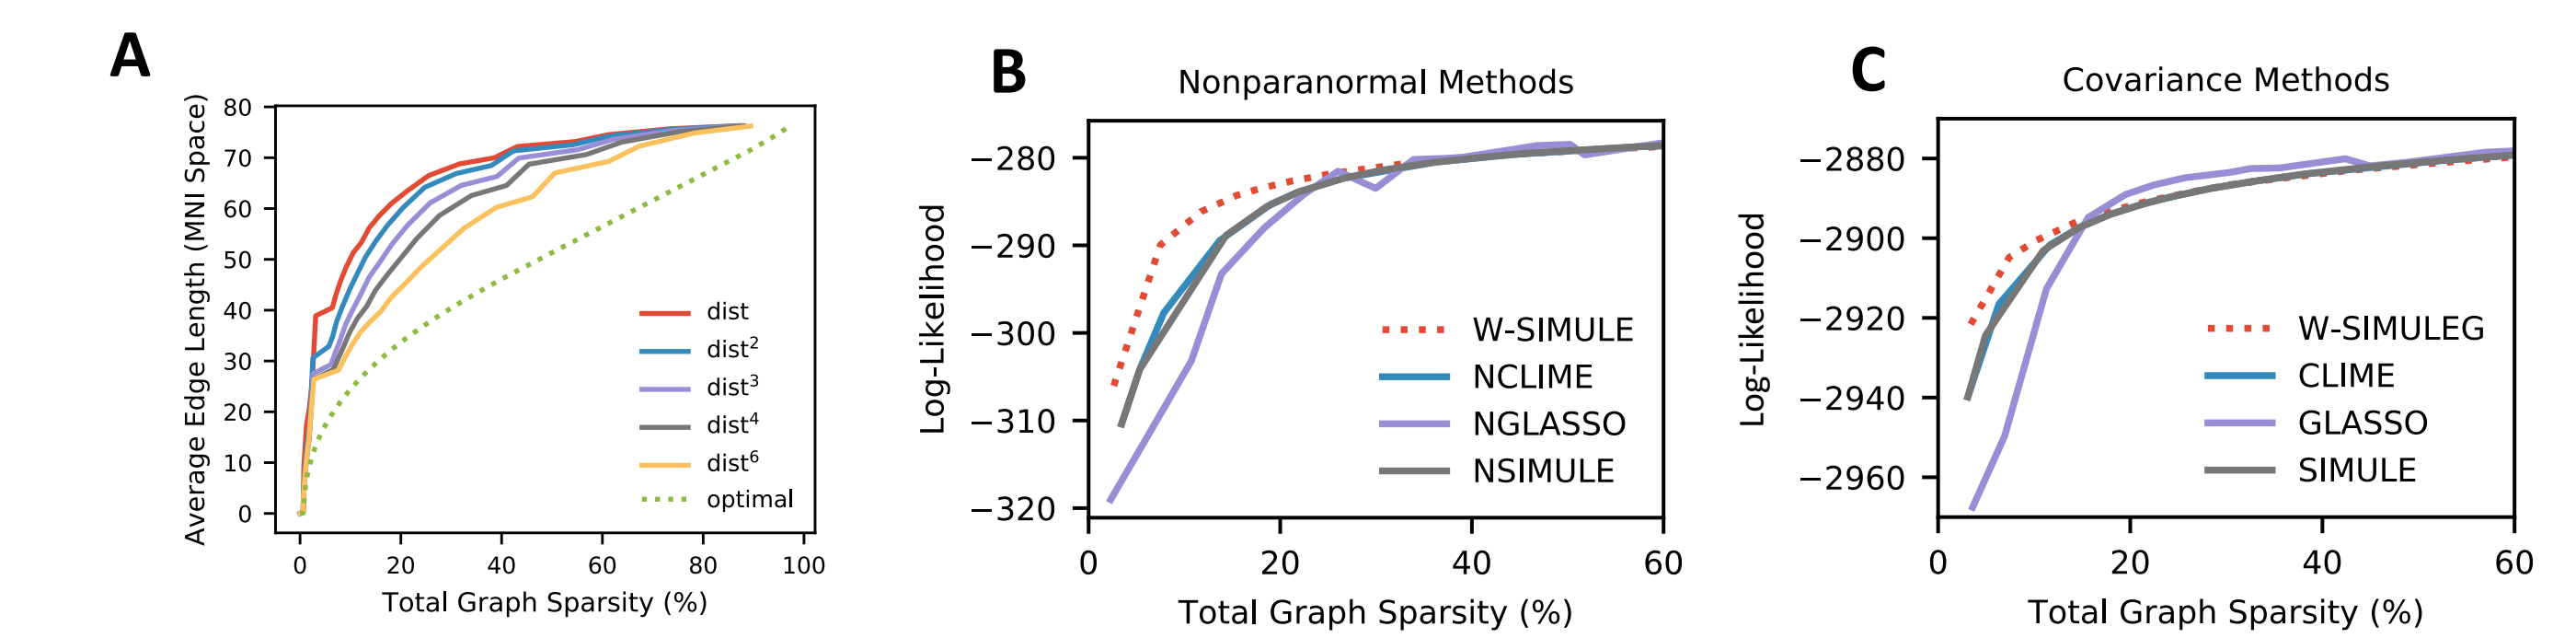 A
Average Edge Length (MNI Space)
80
70
60
50
40
30
20
10
0
0 20 40 60 80 100
Total Graph Sparsity (%)
dist
dist²
dist³
dist⁴
dist⁶
optimal
B
Nonparanormal Methods
Log-Likelihood
−280
−290
−300
−310
−320
0 20 40 60
Total Graph Sparsity (%)
W-SIMULE
NCLIME
NGLASSO
NSIMULE
C
Covariance Methods
Log-Likelihood
−2880
−2900
−2920
−2940
−2960
0 20 40 60
Total Graph Sparsity (%)
W-SIMULEG
CLIME
GLASSO
SIMULE